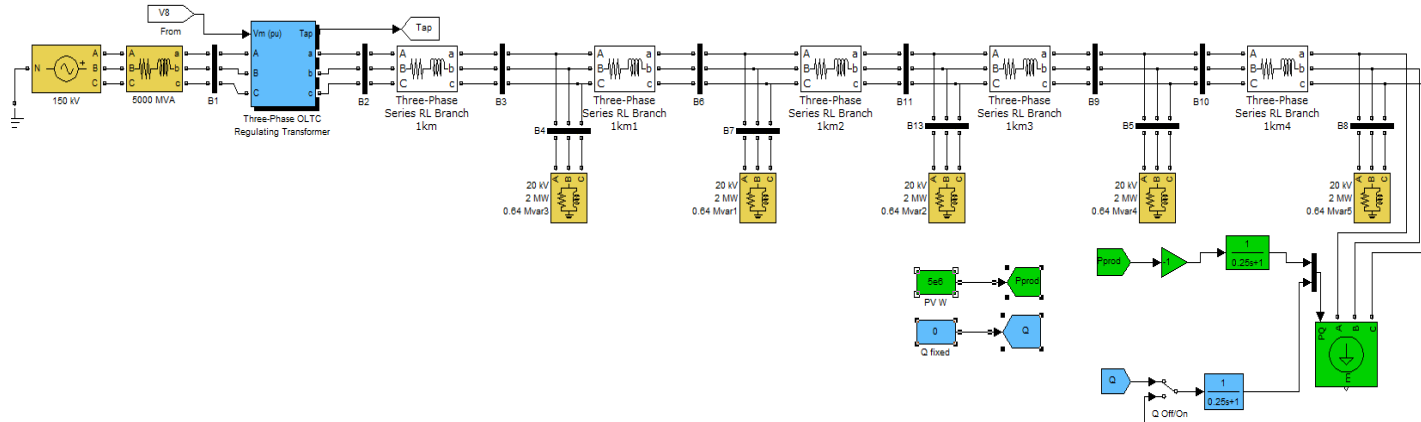 V8
From
Vm (pu) Tap
Tap
N A A
B B
C C
150 kV
A a
B b
C c
5000 MVA
B1
A a
B b
C c
Three-Phase OLTC
Regulating Transformer
B2
A a
B b
C c
Three-Phase
Series RL Branch
1km
B3
A a
B b
C c
Three-Phase
Series RL Branch
1km1
B6
A a
B b
C c
Three-Phase
Series RL Branch
1km2
B11
A a
B b
C c
Three-Phase
Series RL Branch
1km3
B9
B10
A a
B b
C c
Three-Phase
Series RL Branch
1km4
B4
A B C
20 kV
2 MW
0.64 Mvar3
B7
A B C
20 kV
2 MW
0.64 Mvar1
B13
A B C
20 kV
2 MW
0.64 Mvar2
B5
A B C
20 kV
2 MW
0.64 Mvar4
B8
A B C
20 kV
2 MW
0.64 Mvar5
5e6
PV W
Pprod
0
Q fixed
Q
Pprod
-1
1
0.25s+1
Q
Q Off/On
1
0.25s+1
PQ A B C
E